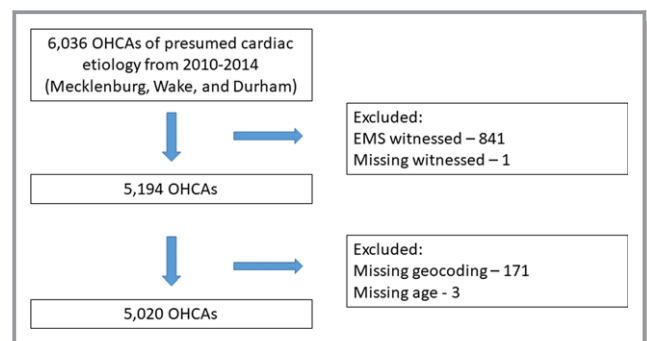 6,036 OHCAs of presumed cardiac
etiology from 2010-2014
(Mecklenburg, Wake, and Durham)
Excluded:
EMS witnessed – 841
Missing witnessed – 1
5,194 OHCAs
Excluded:
Missing geocoding – 171
Missing age - 3
5,020 OHCAs